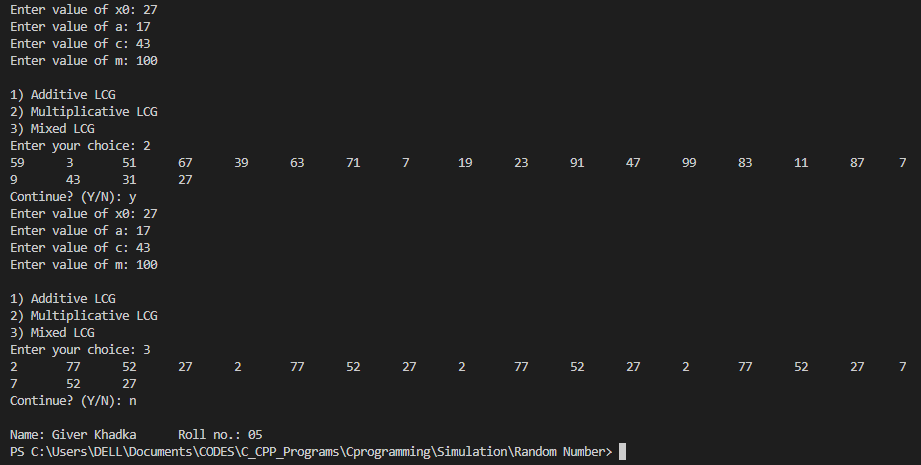 Enter value of x0: 27
Enter value of a: 17
Enter value of c: 43
Enter value of m: 100
1) Additive LCG
2) Multiplicative LCG
3) Mixed LCG
Enter your choice: 2
59 3 51 67 39 63 71 7 19 23 91 47 99 83 11 87 7
9 43 31 27
Continue? (Y/N): y
Enter value of x0: 27
Enter value of a: 17
Enter value of c: 43
Enter value of m: 100
1) Additive LCG
2) Multiplicative LCG
3) Mixed LCG
Enter your choice: 3
2 77 52 27 2 77 52 27 2 77 52 27 2 77 52 27 7
7 52 27
Continue? (Y/N): n
Name: Giver Khadka Roll no.: 05
PS C:\Users\DELL\Documents\CODES\C_CPP_Programs\Cprogramming\Simulation\Random Number>